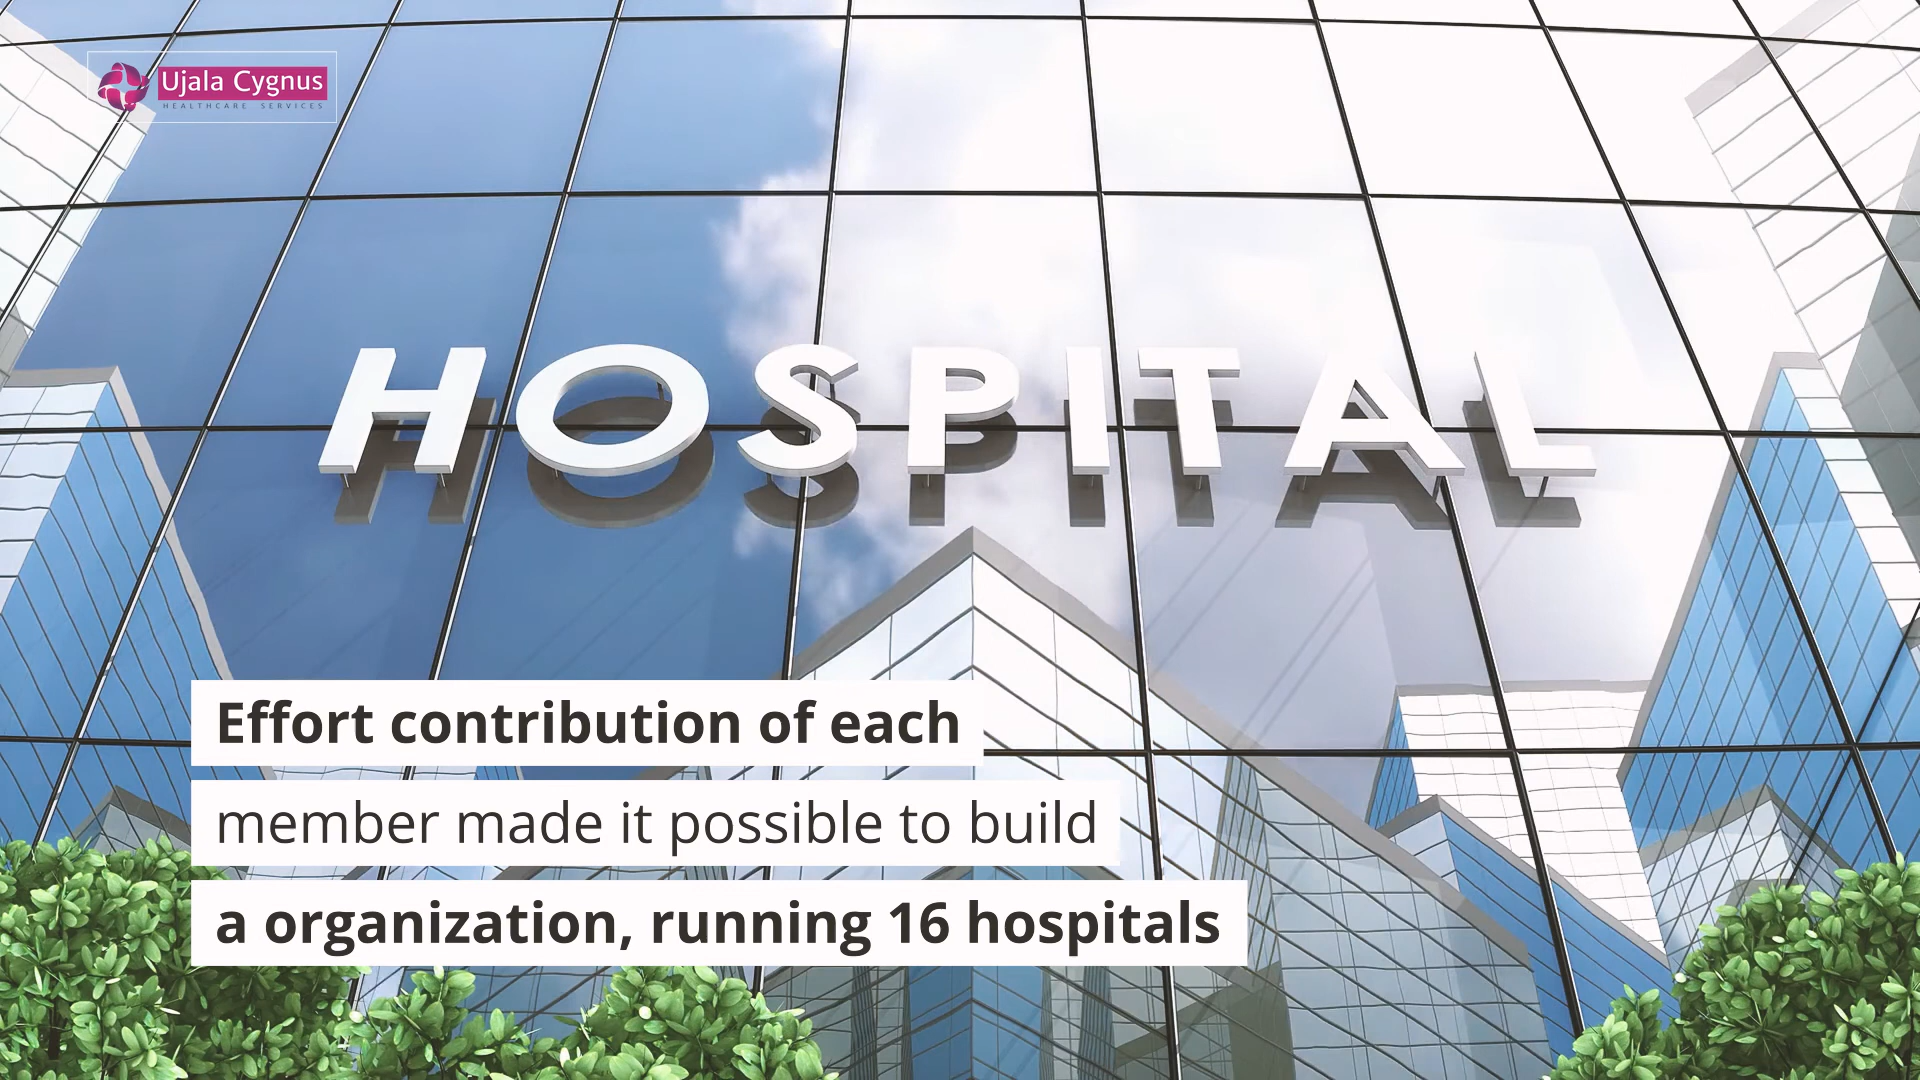 Ujala Cygnus
HEALTHCARE SERVICES
HOSPITAL
Effort contribution of each
member made it possible to build
a organization, running 16 hospitals